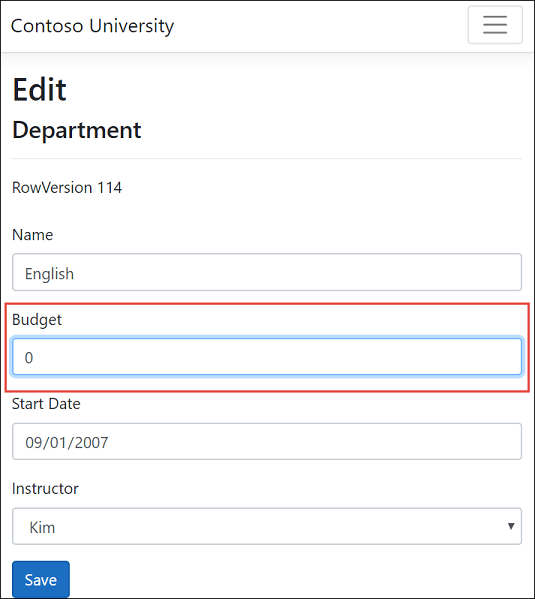 Contoso University
Edit
Department
RowVersion 114
Name
English
Budget
0
Start Date
09/01/2007
Instructor
Kim
Save